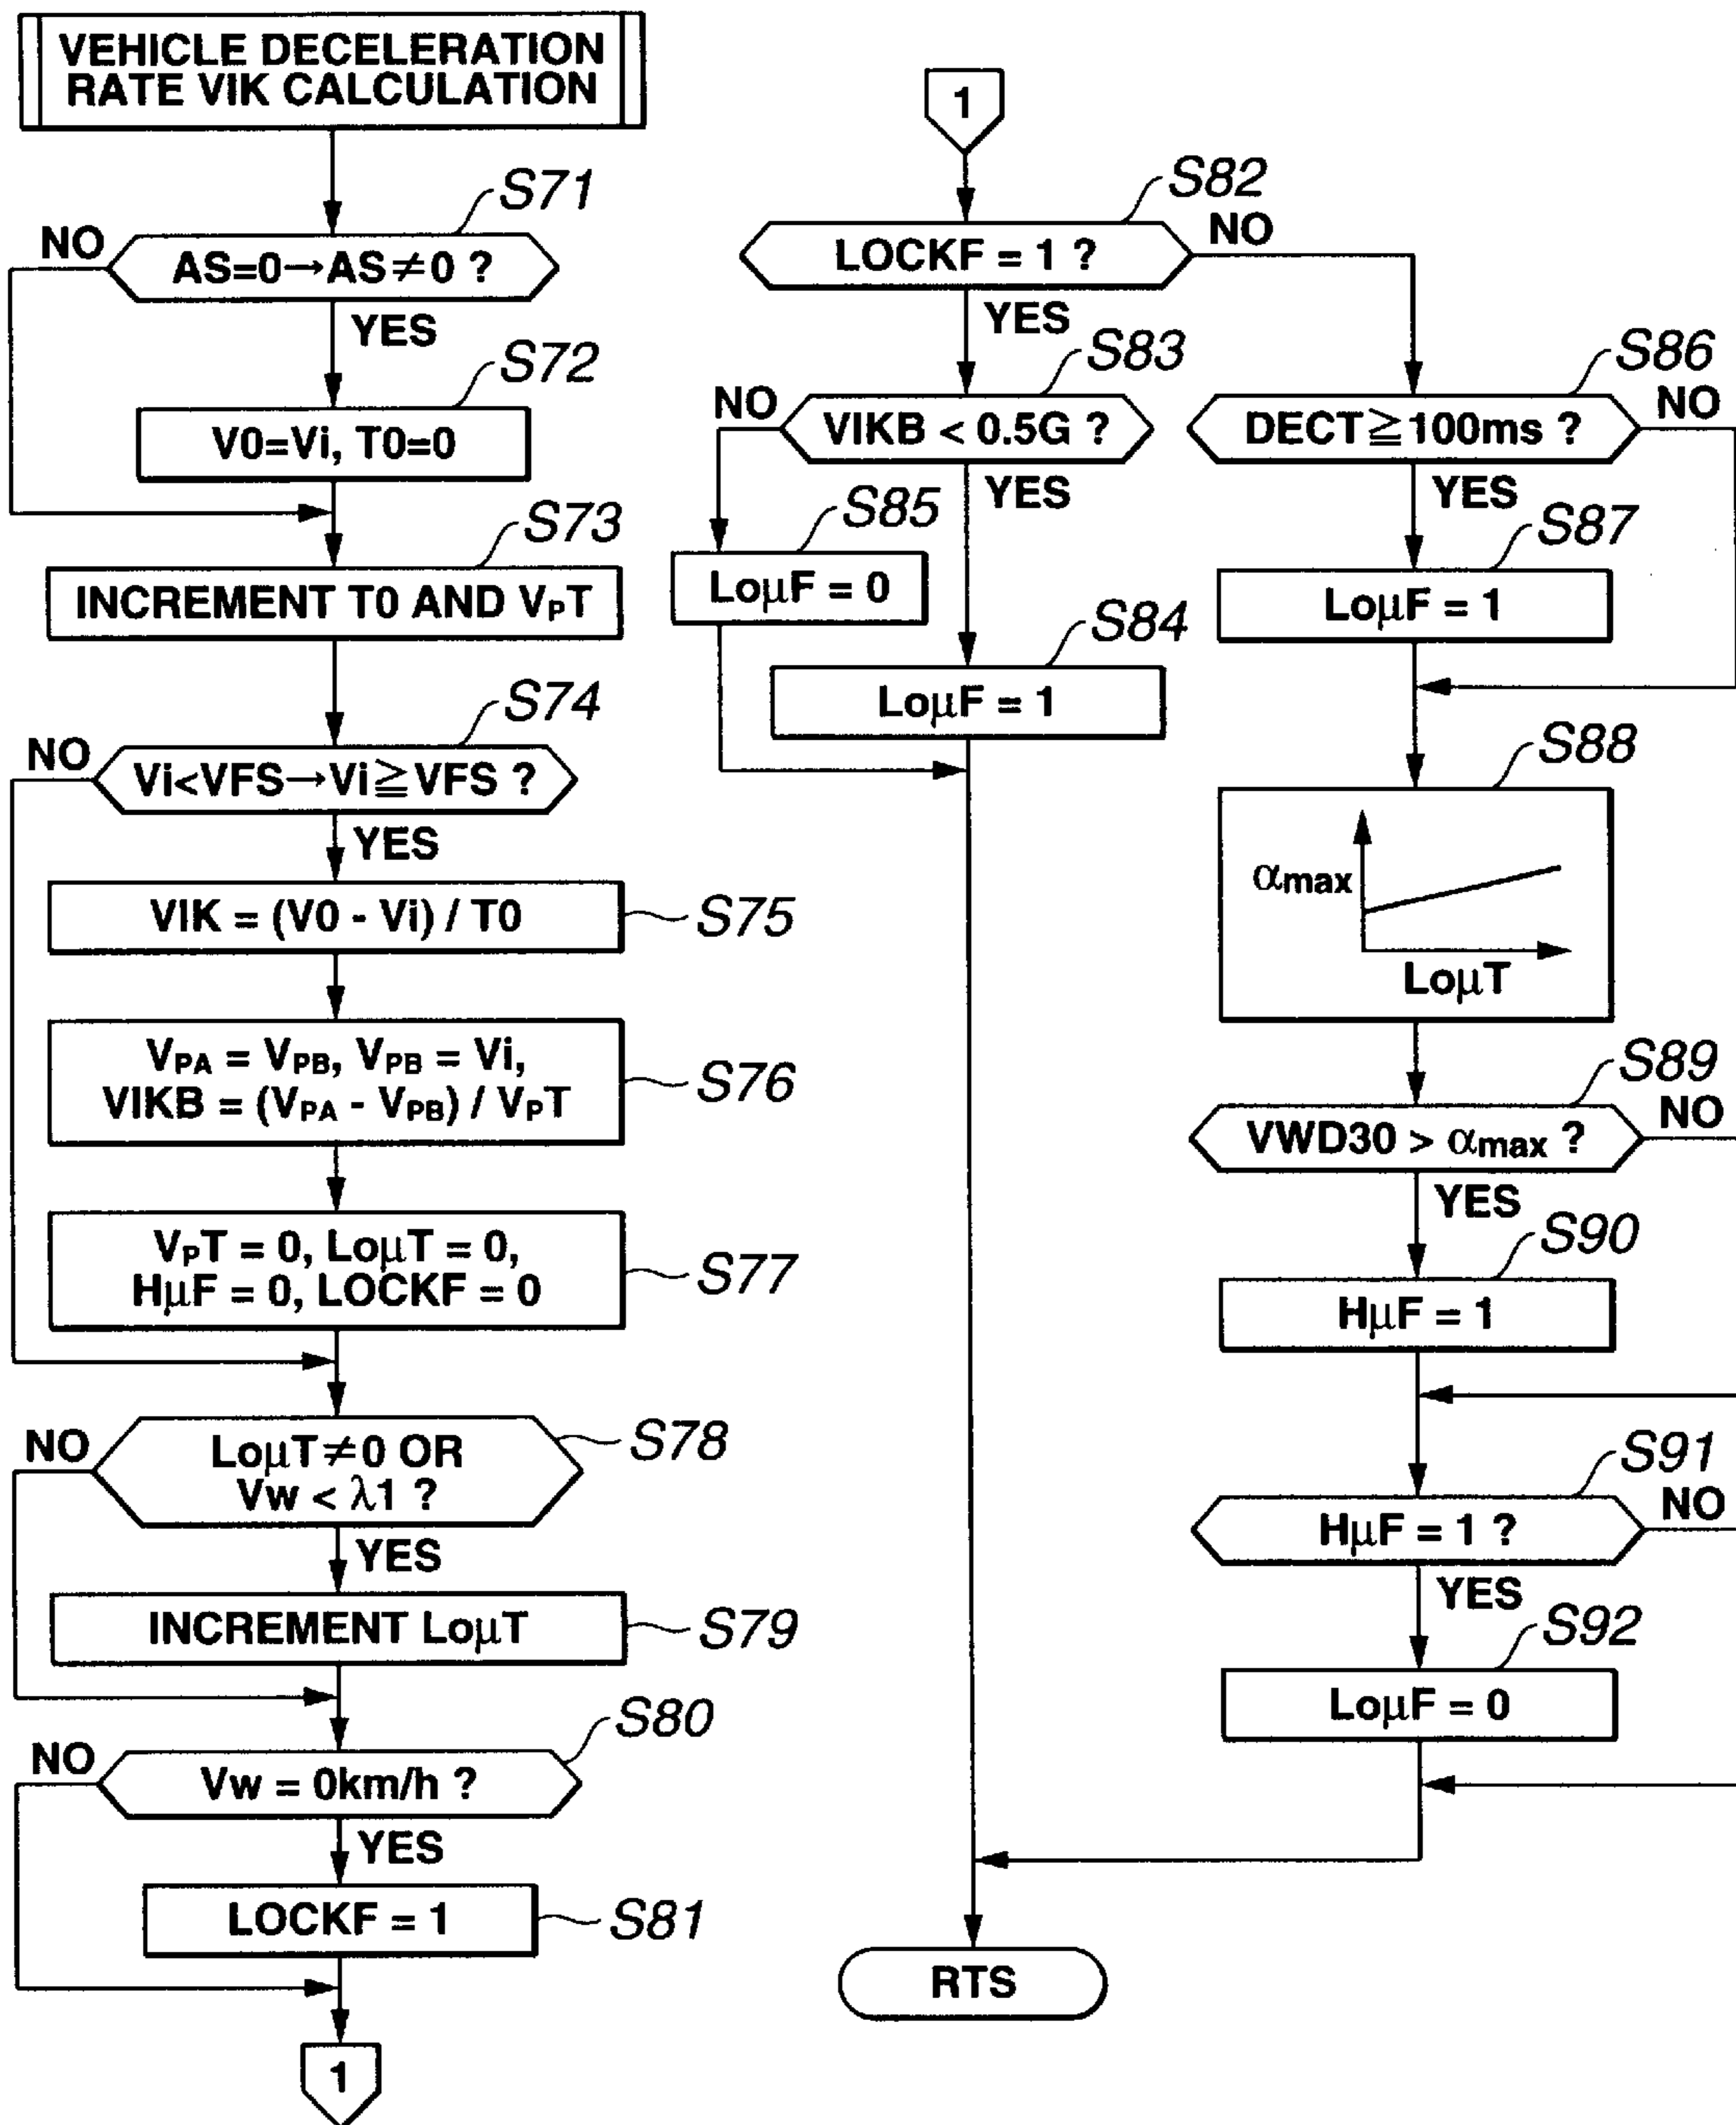 VEHICLE DECELERATION
RATE VIK CALCULATION
S71
NO
AS=0→AS≠0 ?
YES
S72
V0=Vi, T0=0
S73
INCREMENT T0 AND VPT
S74
NO
Vi<VFS→Vi≧VFS ?
YES
VIK = (V0 - Vi) / T0
S75
VPA = VPB, VPB = Vi,
VIKB = (VPA - VPB) / VPT
S76
VPT = 0, LoμT = 0,
HμF = 0, LOCKF = 0
S77
NO
LoμT≠0 OR
Vw < λ1 ?
S78
YES
INCREMENT LoμT
S79
S80
NO
Vw = 0km/h ?
YES
LOCKF = 1
S81
1
1
S82
LOCKF = 1 ?
NO
YES
S83
NO
VIKB < 0.5G ?
YES
S85
LoμF = 0
S84
LoμF = 1
S86
DECT≧100ms ?
NO
YES
S87
LoμF = 1
S88
αmax
LoμT
S89
VWD30 > αmax ?
NO
YES
S90
HμF = 1
S91
HμF = 1 ?
NO
YES
S92
LoμF = 0
RTS